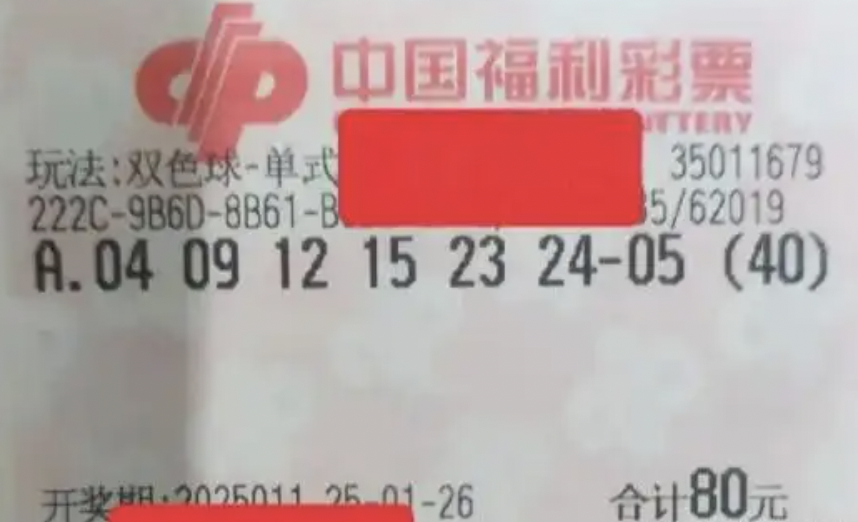 中国福利彩票
TTERY
玩法:双色球-单式 35011679
222C-9B6D-8B61-B 35/62019
A.04 09 12 15 23 24-05 (40)
开奖期:2025011 25-01-26 合计80元